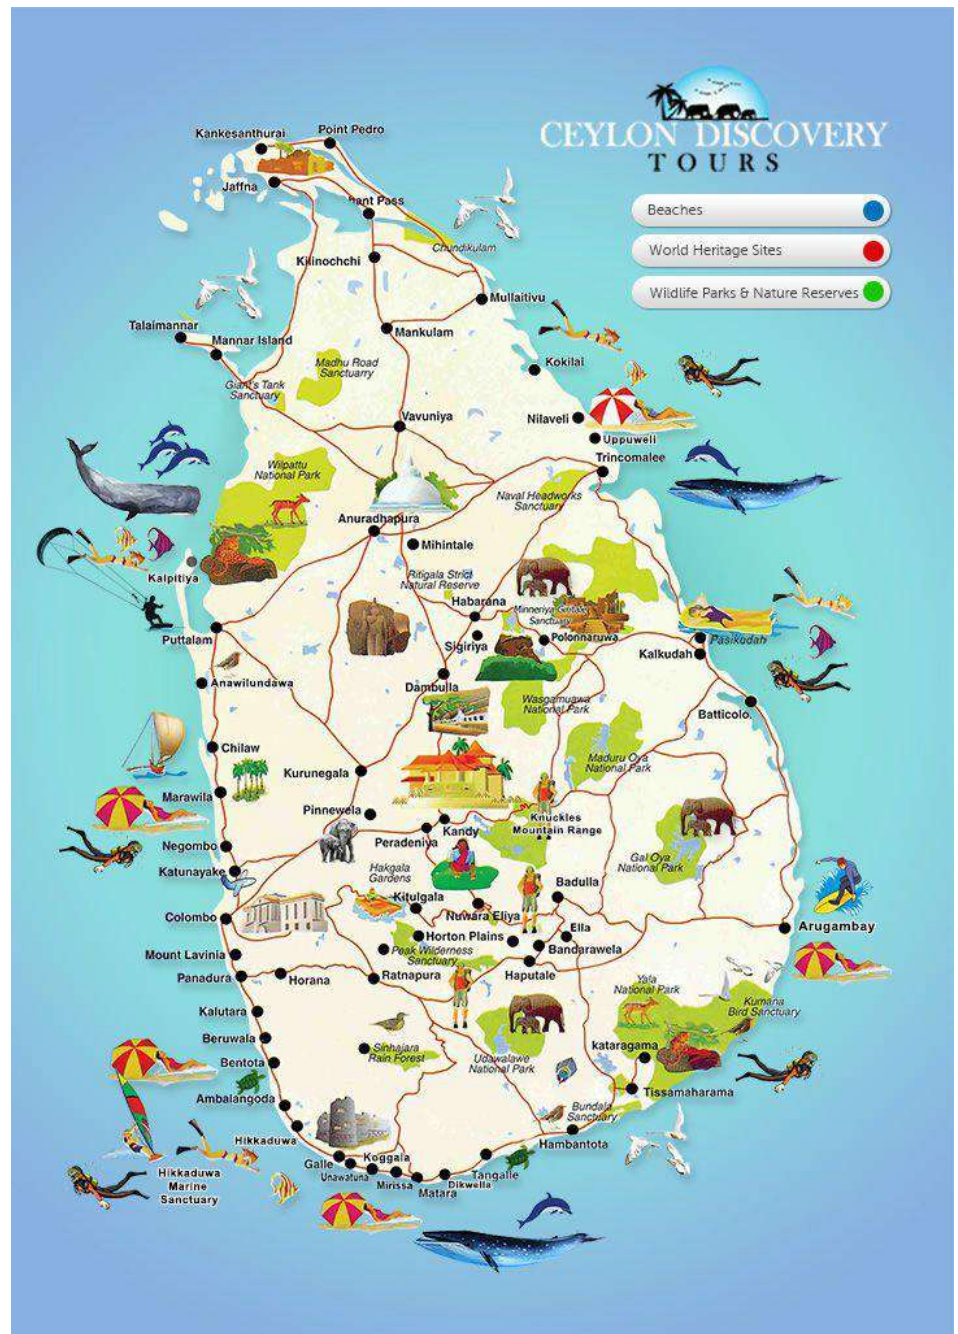 CEYLON DISCOVERY
TOURS
Beaches
World Heritage Sites
Wildlife Parks & Nature Reserves
Kankesanthurai
Point Pedro
Jaffna
hant Pass
Chundikulam
Kilinochchi
Mullaitivu
Talaimannar
Mannar Island
Mankulam
Kokilai
Madhu Road
Sanctuarry
Giant's Tank
Sanctuary
Vavuniya
Nilaveli
Uppuweli
Trincomalee
Wilpattu
National Park
Naval Headworks
Sanctuary
Anuradhapura
Mihintale
Kalpitiya
Ritigala Strict
Natural Reserve
Habarana
Minneriya Giritale
Sanctuary
Puttalam
Sigiriya
Polonnaruwa
Pasikudah
Kalkudah
Anawilundawa
Dambulla
Wasgamuawa
National Park
Batticolo
Chilaw
Maduru Oya
National Park
Kurunegala
Marawila
Pinnewela
Knuckles
Mountain Range
Kandy
Peradeniya
Negombo
Katunayake
Hakgala
Gardens
Gal Oya
National Park
Badulla
Kitulgala
Colombo
Nuwara Eliya
Arugambay
Ella
Horton Plains
Mount Lavinia
Peak Wilderness
Sanctuary
Bandarawela
Panadura
Horana
Ratnapura
Haputale
Yala
National Park
Kumana
Bird Sanctuary
Kalutara
Beruwala
Sinhajara
Rain Forest
kataragama
Bentota
Udawalawe
National Park
Tissamaharama
Ambalangoda
Bundala
Sanctuary
Hikkaduwa
Hambantota
Koggala
Galle
Unawatuna
Mirissa
Matara
Dikwella
Tangalle
Hikkaduwa
Marine
Sanctuary